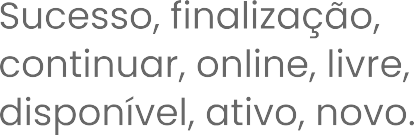 Sucesso, finalização,
continuar, online, livre,
disponível, ativo, novo.